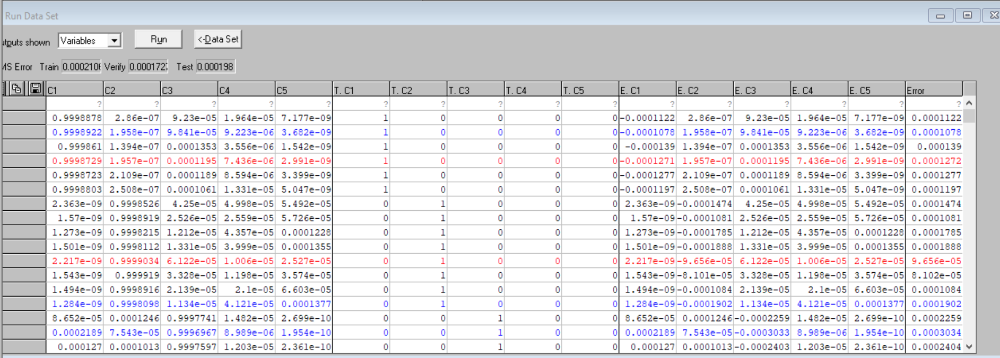 Run Data Set
utputs shown Variables Run <-Data Set
MS Error Train 0.0002106 Verify 0.0001727 Test 0.000198
C1 C2 C3 C4 C5 T. C1 T. C2 T. C3 T. C4 T. C5 E. C1 E. C2 E. C3 E. C4 E. C5 Error
? ? ? ? ? ? ? ? ? ? ? ? ? ? ? ?
0.9998878 2.86e-07 9.23e-05 1.964e-05 7.177e-09 1 0 0 0 0 -0.0001122 2.86e-07 9.23e-05 1.964e-05 7.177e-09 0.0001122
0.9998922 1.958e-07 9.841e-05 9.223e-06 3.682e-09 1 0 0 0 0 -0.0001078 1.958e-07 9.841e-05 9.223e-06 3.682e-09 0.0001078
0.999861 1.394e-07 0.0001353 3.556e-06 1.542e-09 1 0 0 0 0 -0.000139 1.394e-07 0.0001353 3.556e-06 1.542e-09 0.000139
0.9998729 1.957e-07 0.0001195 7.436e-06 2.991e-09 1 0 0 0 0 -0.0001271 1.957e-07 0.0001195 7.436e-06 2.991e-09 0.0001272
0.9998723 2.109e-07 0.0001189 8.594e-06 3.399e-09 1 0 0 0 0 -0.0001277 2.109e-07 0.0001189 8.594e-06 3.399e-09 0.0001277
0.9998803 2.508e-07 0.0001061 1.331e-05 5.047e-09 1 0 0 0 0 -0.0001197 2.508e-07 0.0001061 1.331e-05 5.047e-09 0.0001197
2.363e-09 0.9998526 4.25e-05 4.998e-05 5.492e-05 0 1 0 0 0 2.363e-09 -0.0001474 4.25e-05 4.998e-05 5.492e-05 0.0001474
1.57e-09 0.9998919 2.526e-05 2.559e-05 5.726e-05 0 1 0 0 0 1.57e-09 -0.0001081 2.526e-05 2.559e-05 5.726e-05 0.0001081
1.273e-09 0.9998215 1.212e-05 4.357e-05 0.0001228 0 1 0 0 0 1.273e-09 -0.0001785 1.212e-05 4.357e-05 0.0001228 0.0001785
1.501e-09 0.9998112 1.331e-05 3.999e-05 0.0001355 0 1 0 0 0 1.501e-09 -0.0001888 1.331e-05 3.999e-05 0.0001355 0.0001888
2.217e-09 0.9999034 6.122e-05 1.006e-05 2.527e-05 0 1 0 0 0 2.217e-09 -9.656e-05 6.122e-05 1.006e-05 2.527e-05 9.656e-05
1.543e-09 0.999919 3.328e-05 1.198e-05 3.574e-05 0 1 0 0 0 1.543e-09 -8.101e-05 3.328e-05 1.198e-05 3.574e-05 8.102e-05
1.494e-09 0.9998916 2.139e-05 2.1e-05 6.603e-05 0 1 0 0 0 1.494e-09 -0.0001084 2.139e-05 2.1e-05 6.603e-05 0.0001084
1.284e-09 0.9998098 1.134e-05 4.121e-05 0.0001377 0 1 0 0 0 1.284e-09 -0.0001902 1.134e-05 4.121e-05 0.0001377 0.0001902
8.652e-05 0.0001246 0.9997741 1.482e-05 2.699e-10 0 0 1 0 0 8.652e-05 0.0001246 -0.0002259 1.482e-05 2.699e-10 0.0002259
0.0002189 7.543e-05 0.9996967 8.989e-06 1.954e-10 0 0 1 0 0 0.0002189 7.543e-05 -0.0003033 8.989e-06 1.954e-10 0.0003034
0.000127 0.0001013 0.9997597 1.203e-05 2.361e-10 0 0 1 0 0 0.000127 0.0001013 -0.0002403 1.203e-05 2.361e-10 0.0002404